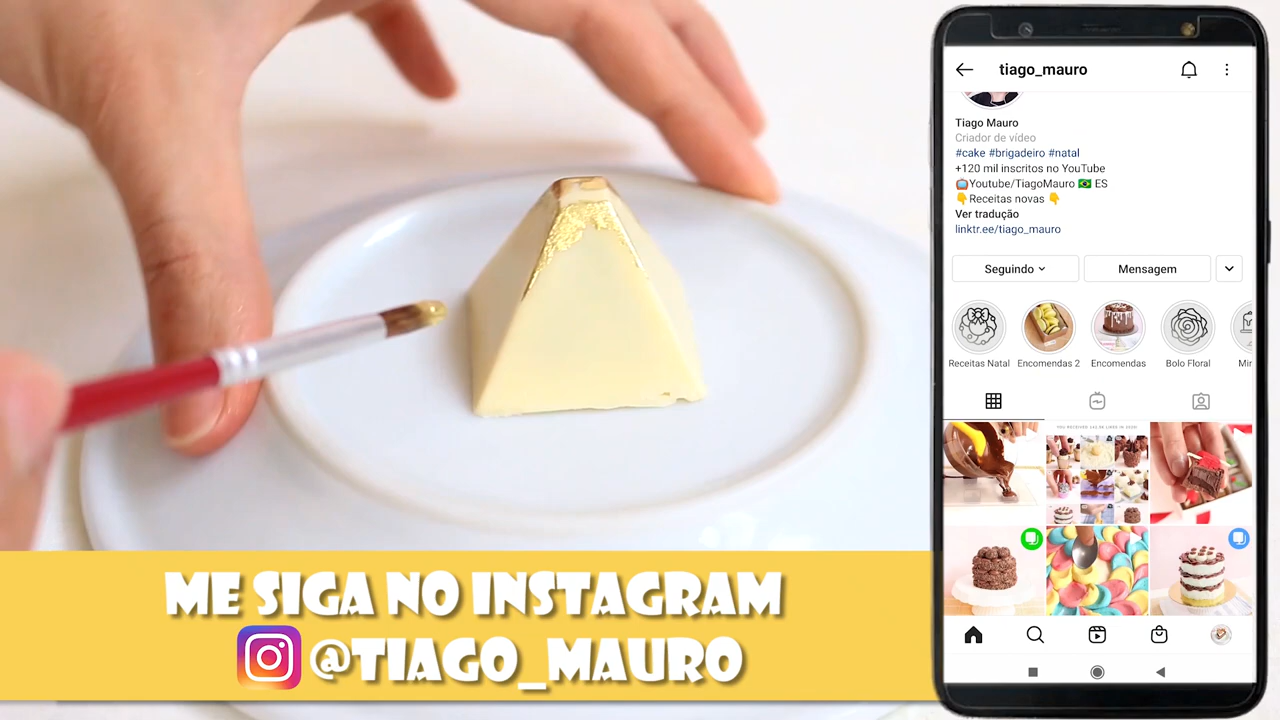 ME SIGA NO INSTAGRAM
@TIAGO_MAURO
tiago_mauro
Tiago Mauro
Criador de vídeo
#cake #brigadeiro #natal
+120 mil inscritos no YouTube
📺Youtube/TiagoMauro 🇧🇷 ES
👇Receitas novas 👇
Ver tradução
linktr.ee/tiago_mauro
Seguindo
Mensagem
Receitas Natal
Encomendas 2
Encomendas
Bolo Floral